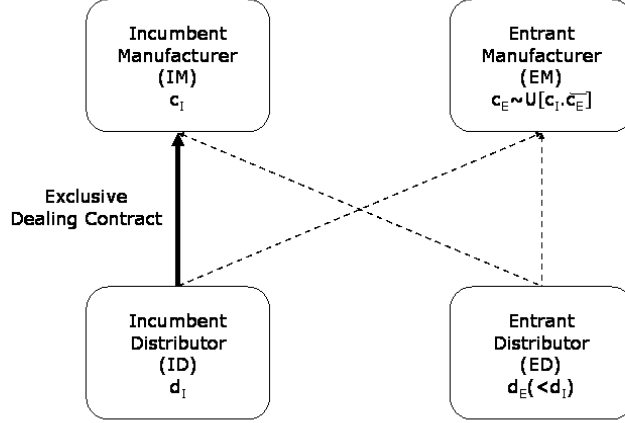 Incumbent
Manufacturer
(IM)
c_I
Entrant
Manufacturer
(EM)
c_E~U[c_I.c̅_E̅]
Exclusive
Dealing Contract
Incumbent
Distributor
(ID)
d_I
Entrant
Distributor
(ED)
d_E(<d_I)